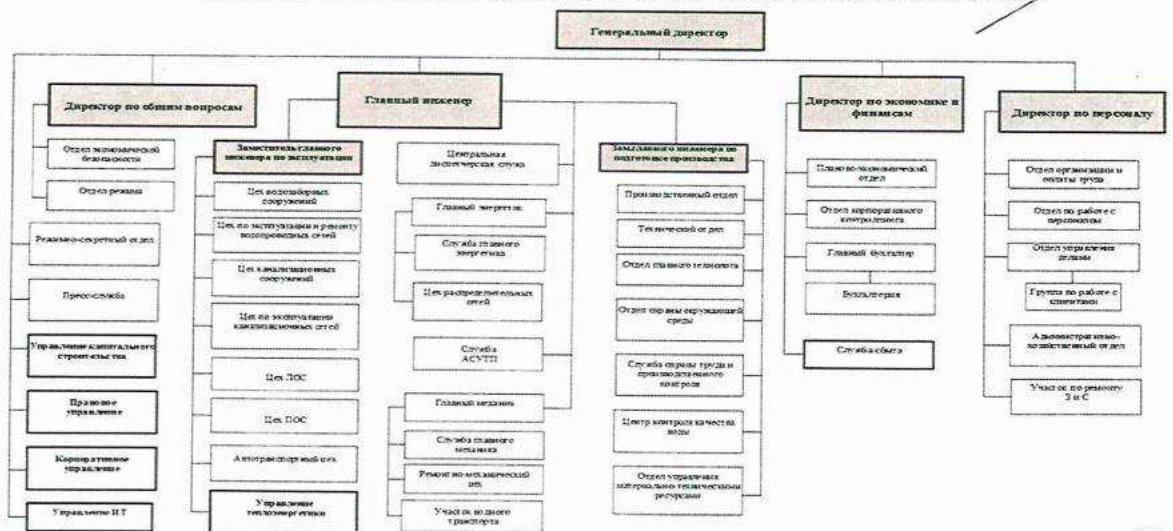 Генеральный директор
Директор по общим вопросам
Главный инженер
Директор по экономике и
финансам
Директор по персоналу
Отдел экономической
безопасности
Отдел режима
Режимно-секретный отдел
Пресс-служба
Управление капитального
строительства
Правовое
управление
Корпоративное
управление
Управление ИТ
Заместитель главного
инженера по эксплуатации
Цех водозаборных
сооружений
Цех по эксплуатации и ремонту
водопроводных сетей
Цех канализационных
сооружений
Цех по эксплуатации
канализационных сетей
Цех ЛОС
Цех ПОС
Автотранспортный цех
Управление
теплоэнергетики
Центральная
диспетчерская служба
Главный энергетик
Служба главного
энергетика
Цех распределительных
сетей
Служба
АСУТП
Главный механик
Служба главного
механика
Ремонтно-механический
цех
Участок водного
транспорта
Зам.главного инженера по
подготовке производства
Производственный отдел
Технический отдел
Отдел главного технолога
Отдел охраны окружающей
среды
Служба охраны труда и
производственного
контроля
Центр контроля качества
воды
Отдел управления
материально-техническими
ресурсами
Планово-экономический
отдел
Отдел корпоративного
контроллинга
Главный бухгалтер
Бухгалтерия
Служба сбыта
Отдел организации и
оплаты труда
Отдел по работе с
персоналом
Отдел управления
делами
Группа по работе с
клиентами
Административно-
хозяйственный отдел
Участок по ремонту
З и С